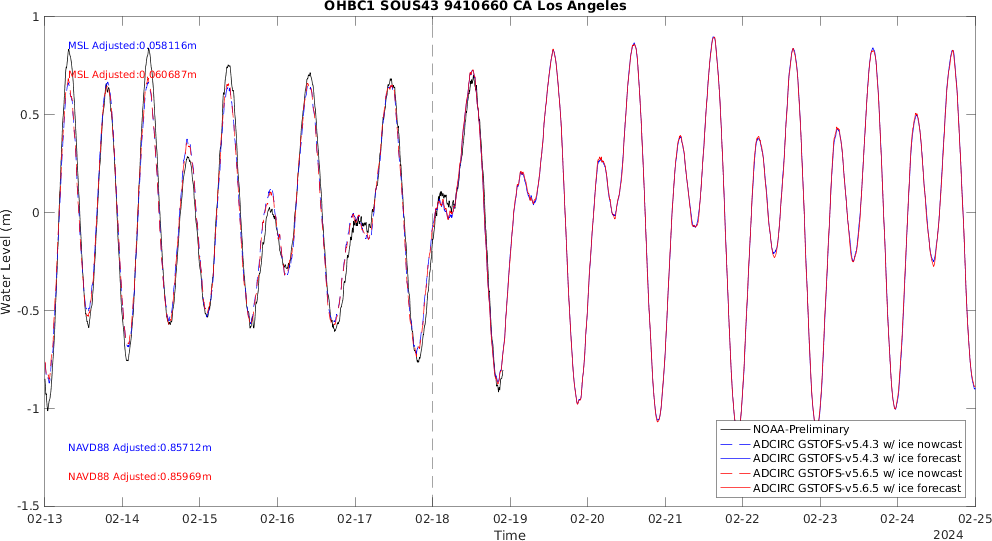 OHBC1 SOUS43 9410660 CA Los Angeles
MSL Adjusted:0.058116m
MSL Adjusted:0.060687m
NAVD88 Adjusted:0.85712m
NAVD88 Adjusted:0.85969m
Water Level (m)
1
0.5
0
-0.5
-1
-1.5
NOAA-Preliminary
ADCIRC GSTOFS-v5.4.3 w/ ice nowcast
ADCIRC GSTOFS-v5.4.3 w/ ice forecast
ADCIRC GSTOFS-v5.6.5 w/ ice nowcast
ADCIRC GSTOFS-v5.6.5 w/ ice forecast
02-13 02-14 02-15 02-16 02-17 02-18 02-19 02-20 02-21 02-22 02-23 02-24 02-25
Time
2024